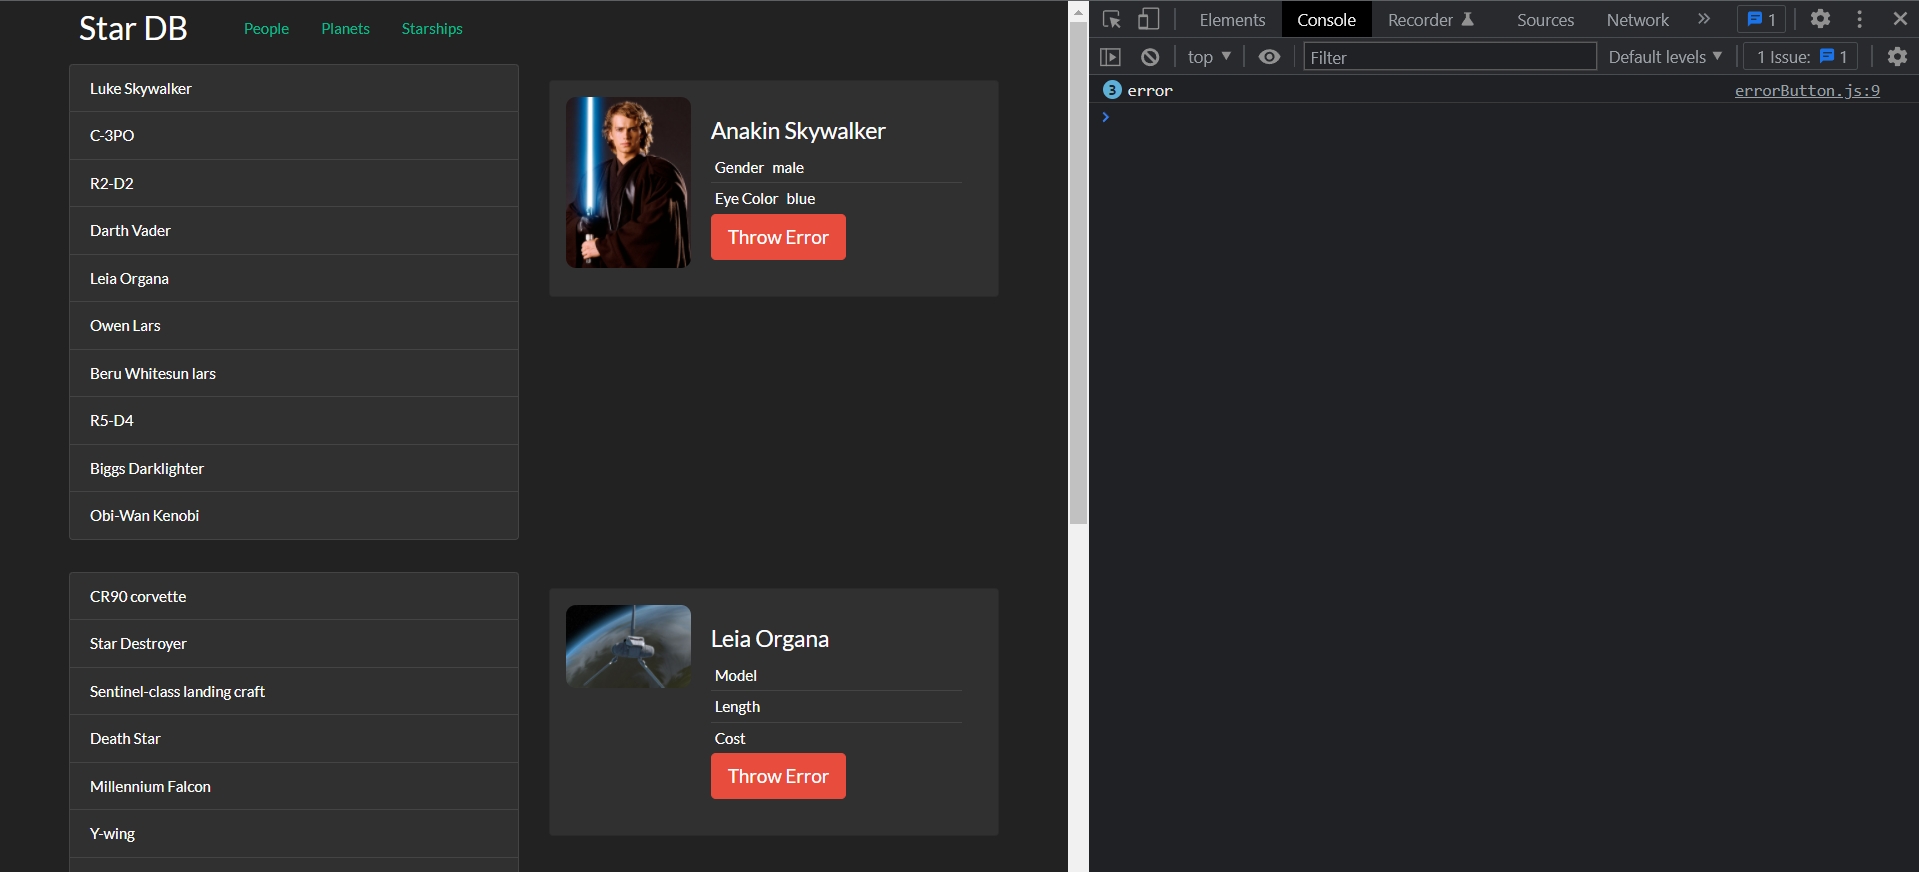 Star DB People Planets Starships
Luke Skywalker
C-3PO
R2-D2
Darth Vader
Leia Organa
Owen Lars
Beru Whitesun lars
R5-D4
Biggs Darklighter
Obi-Wan Kenobi
Anakin Skywalker
Gender male
Eye Color blue
Throw Error
CR90 corvette
Star Destroyer
Sentinel-class landing craft
Death Star
Millennium Falcon
Y-wing
Leia Organa
Model
Length
Cost
Throw Error
Elements Console Recorder Sources Network 1
top Filter Default levels 1 Issue: 1
3 error errorButton.js:9